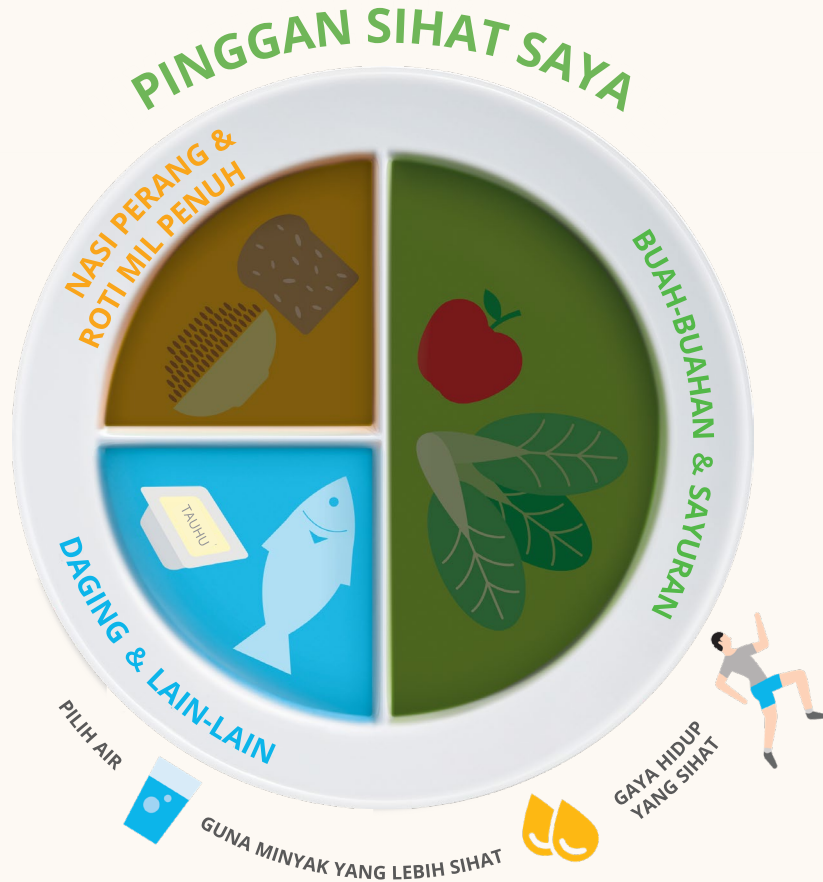 PINGGAN SIHAT SAYA
NASI PERANG &
ROTI MIL PENUH
BUAH-BUAHAN & SAYURAN
TAUHU
DAGING & LAIN-LAIN
PILIH AIR
GUNA MINYAK YANG LEBIH SIHAT
GAYA HIDUP
YANG SIHAT